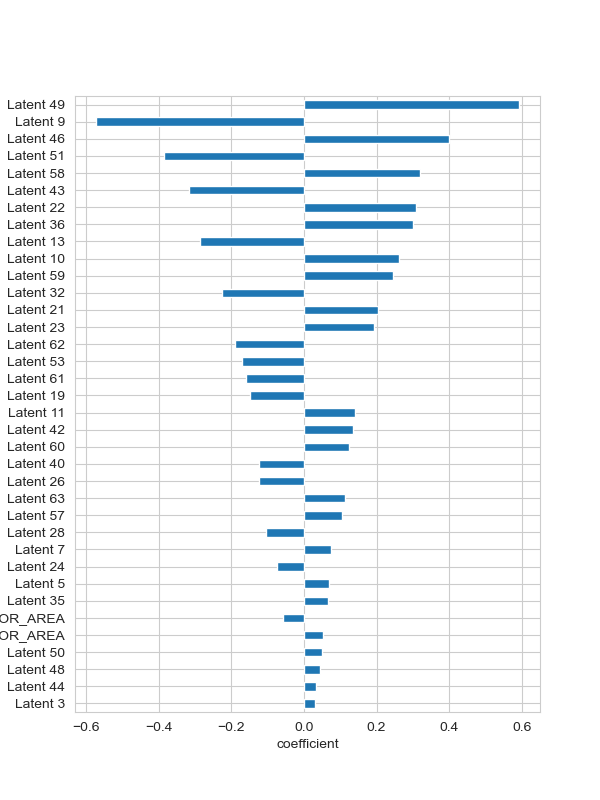 Latent 49
Latent 9
Latent 46
Latent 51
Latent 58
Latent 43
Latent 22
Latent 36
Latent 13
Latent 10
Latent 59
Latent 32
Latent 21
Latent 23
Latent 62
Latent 53
Latent 61
Latent 19
Latent 11
Latent 42
Latent 60
Latent 40
Latent 26
Latent 63
Latent 57
Latent 28
Latent 7
Latent 24
Latent 5
Latent 35
OR_AREA
OR_AREA
Latent 50
Latent 48
Latent 44
Latent 3
−0.6 −0.4 −0.2 0.0 0.2 0.4 0.6
coefficient